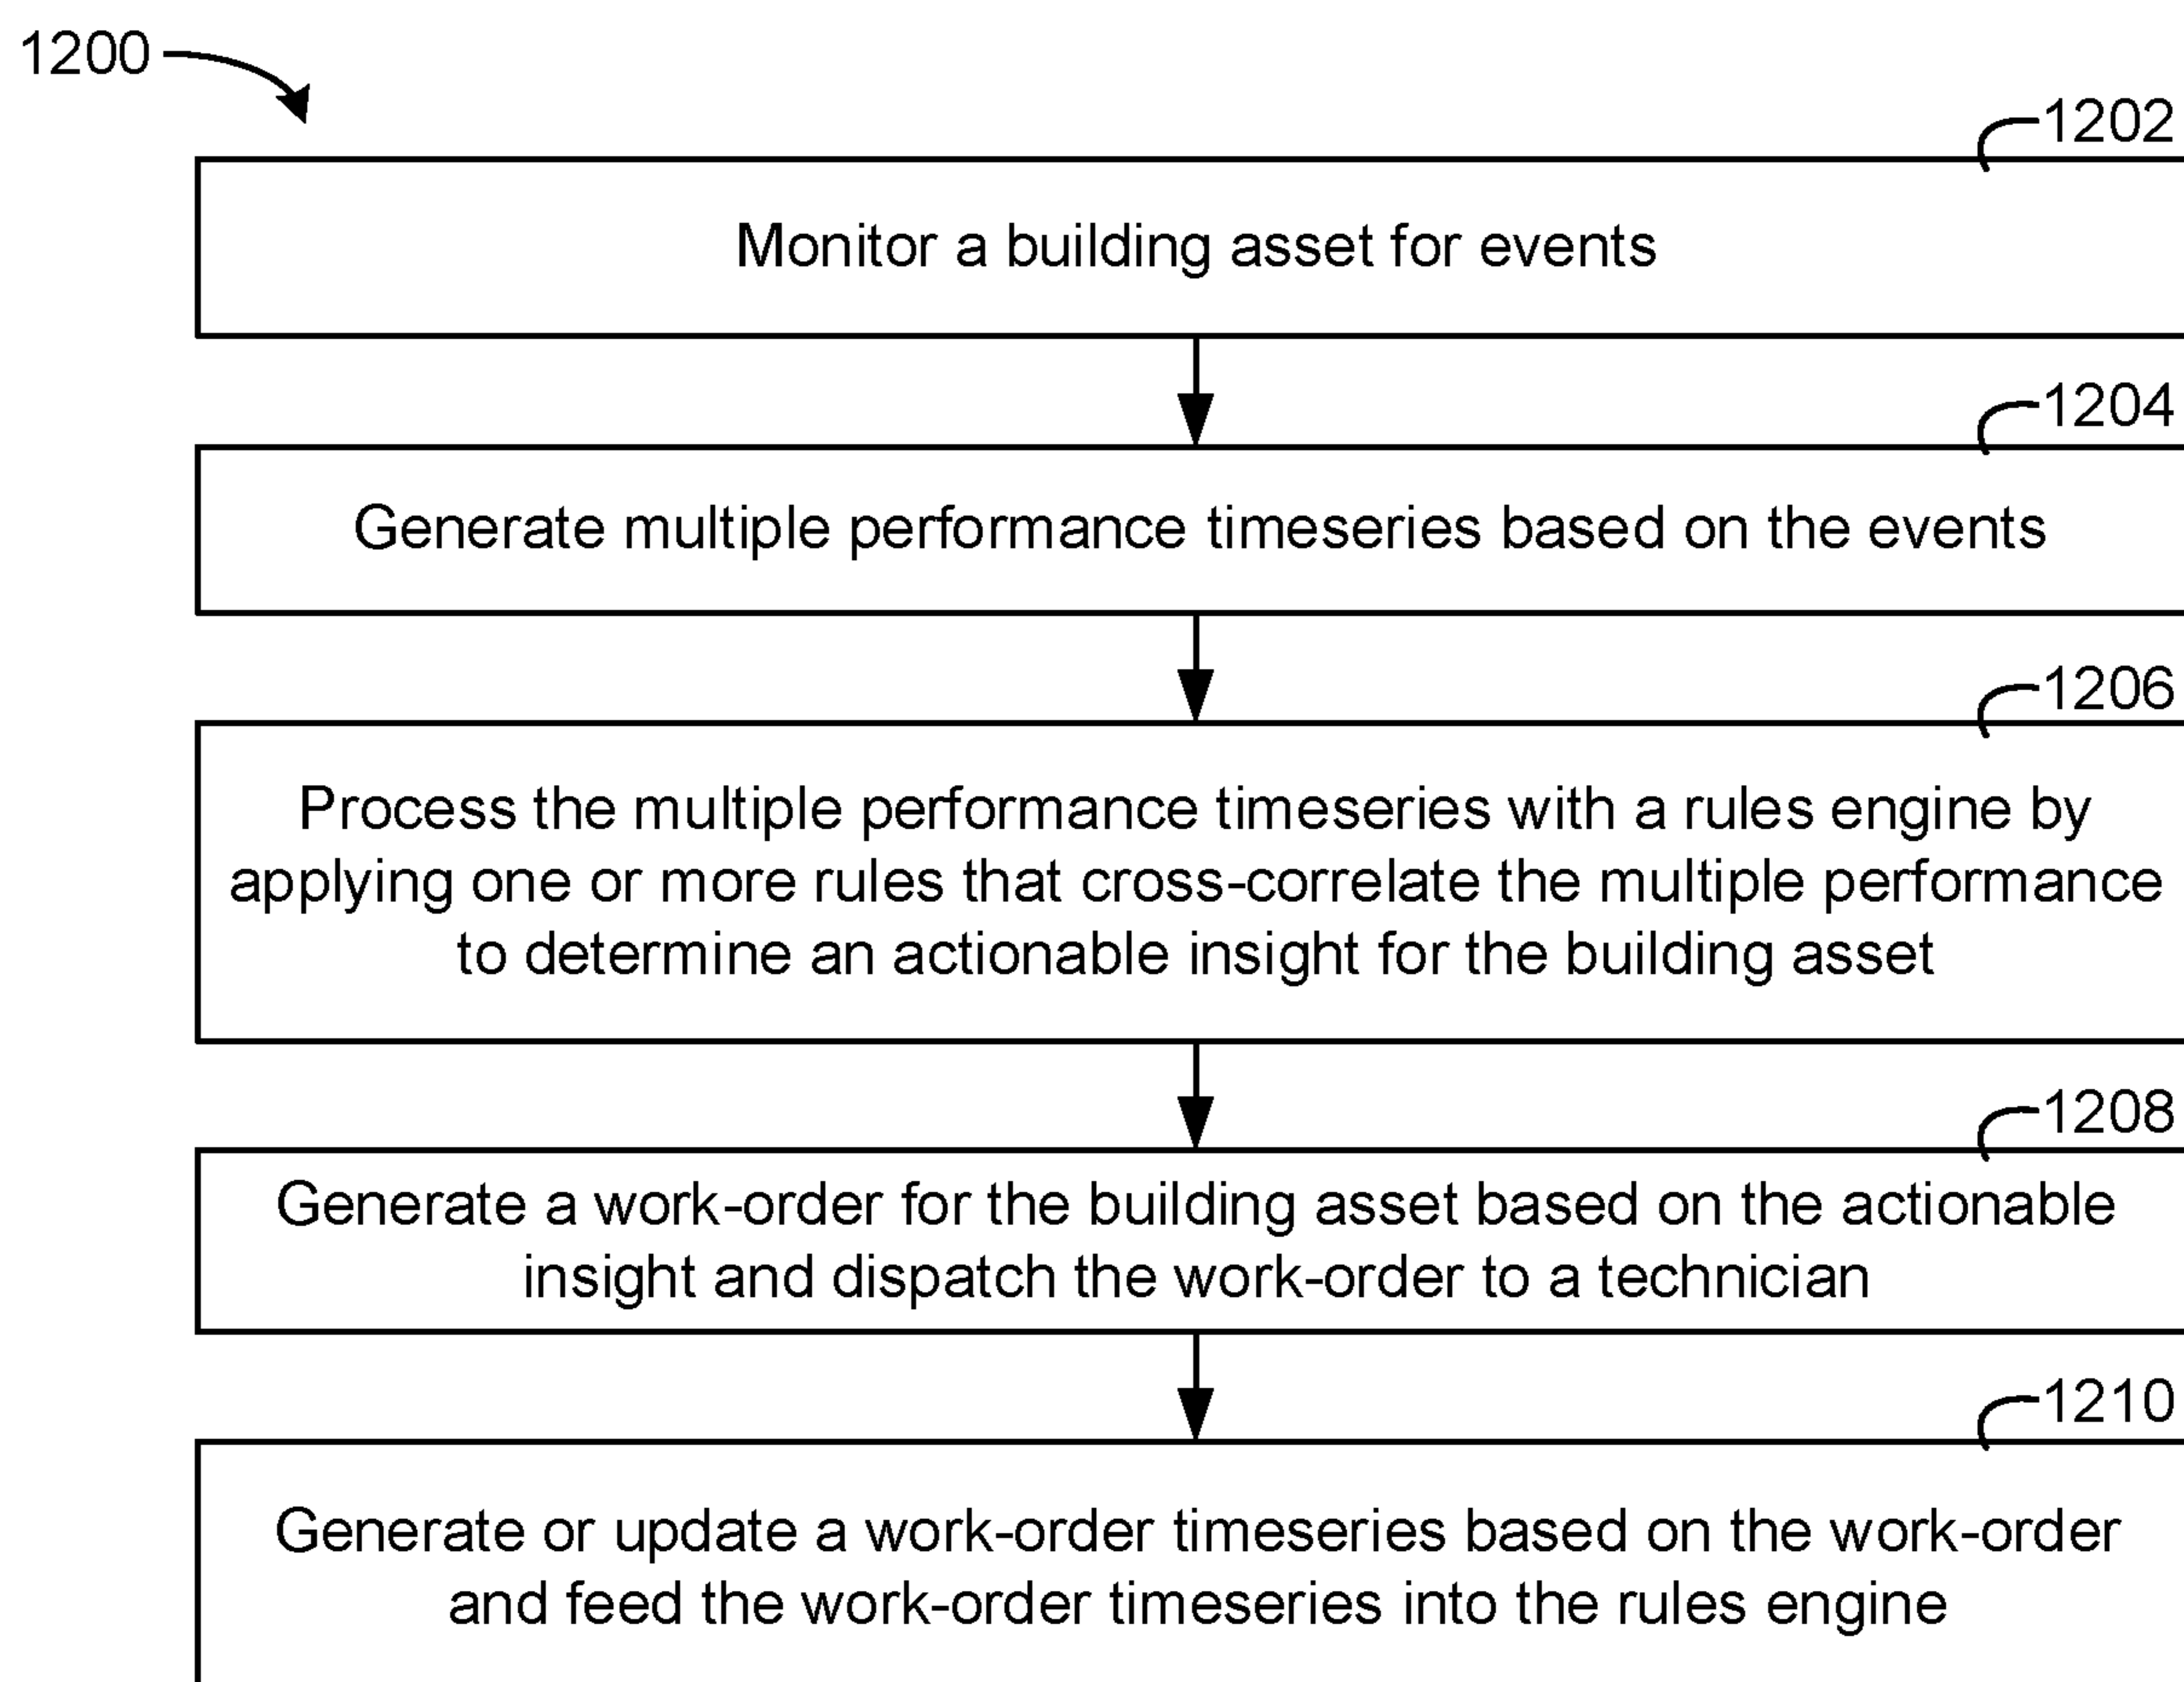 1200
1202
Monitor a building asset for events
1204
Generate multiple performance timeseries based on the events
1206
Process the multiple performance timeseries with a rules engine by
applying one or more rules that cross-correlate the multiple performance
to determine an actionable insight for the building asset
1208
Generate a work-order for the building asset based on the actionable
insight and dispatch the work-order to a technician
1210
Generate or update a work-order timeseries based on the work-order
and feed the work-order timeseries into the rules engine